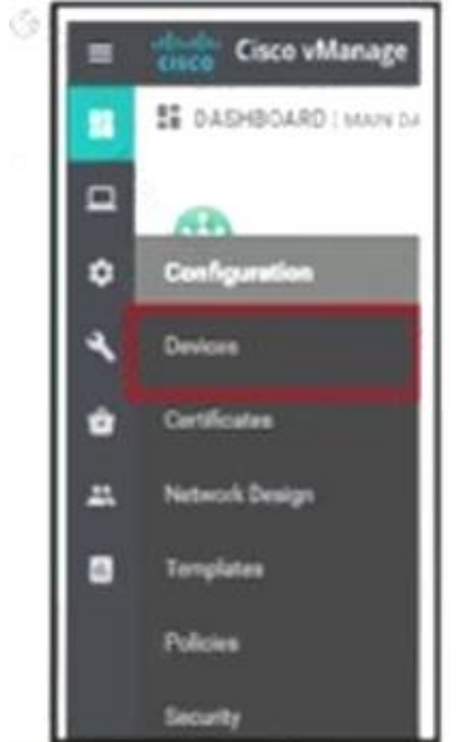 CISCO Cisco vManage
DASHBOARD | MAIN DA
Configuration
Devices
Certificates
Network Design
Templates
Policies
Security